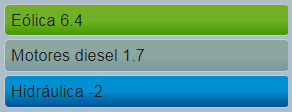 Eólica 6.4
Motores diesel 1.7
Hidráulica -2